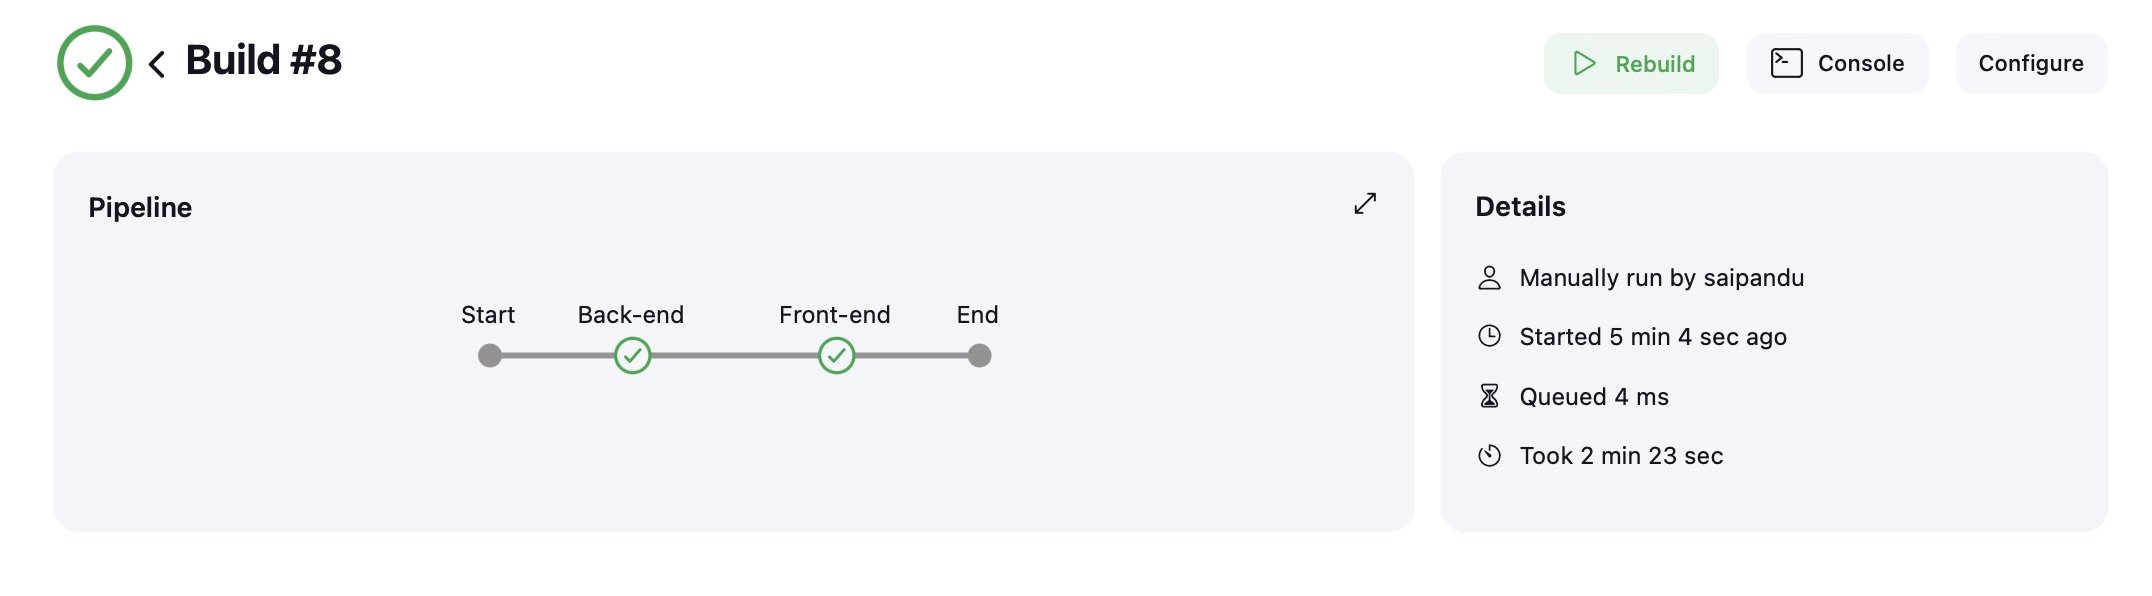 Build #8
Rebuild
Console
Configure
Pipeline
Start
Back-end
Front-end
End
Details
Manually run by saipandu
Started 5 min 4 sec ago
Queued 4 ms
Took 2 min 23 sec